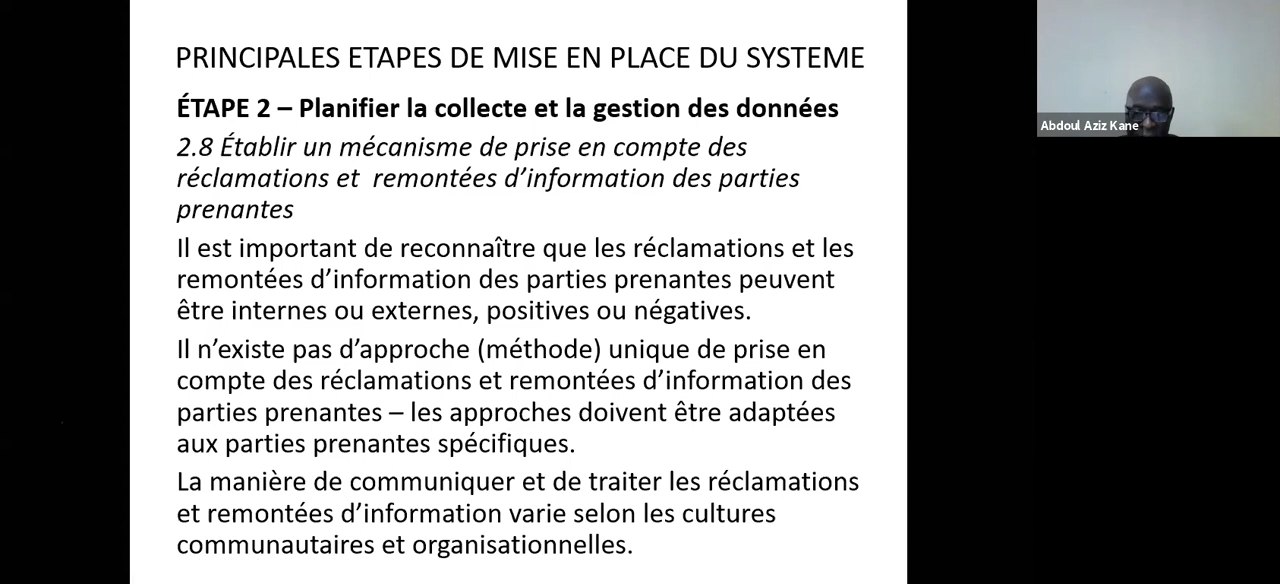 PRINCIPALES ETAPES DE MISE EN PLACE DU SYSTEME
ÉTAPE 2 – Planifier la collecte et la gestion des données
2.8 Établir un mécanisme de prise en compte des
réclamations et  remontées d’information des parties
prenantes
Il est important de reconnaître que les réclamations et les
remontées d’information des parties prenantes peuvent
être internes ou externes, positives ou négatives.
Il n’existe pas d’approche (méthode) unique de prise en
compte des réclamations et remontées d’information des
parties prenantes – les approches doivent être adaptées
aux parties prenantes spécifiques.
La manière de communiquer et de traiter les réclamations
et remontées d’information varie selon les cultures
communautaires et organisationnelles.
Abdoul Aziz Kane